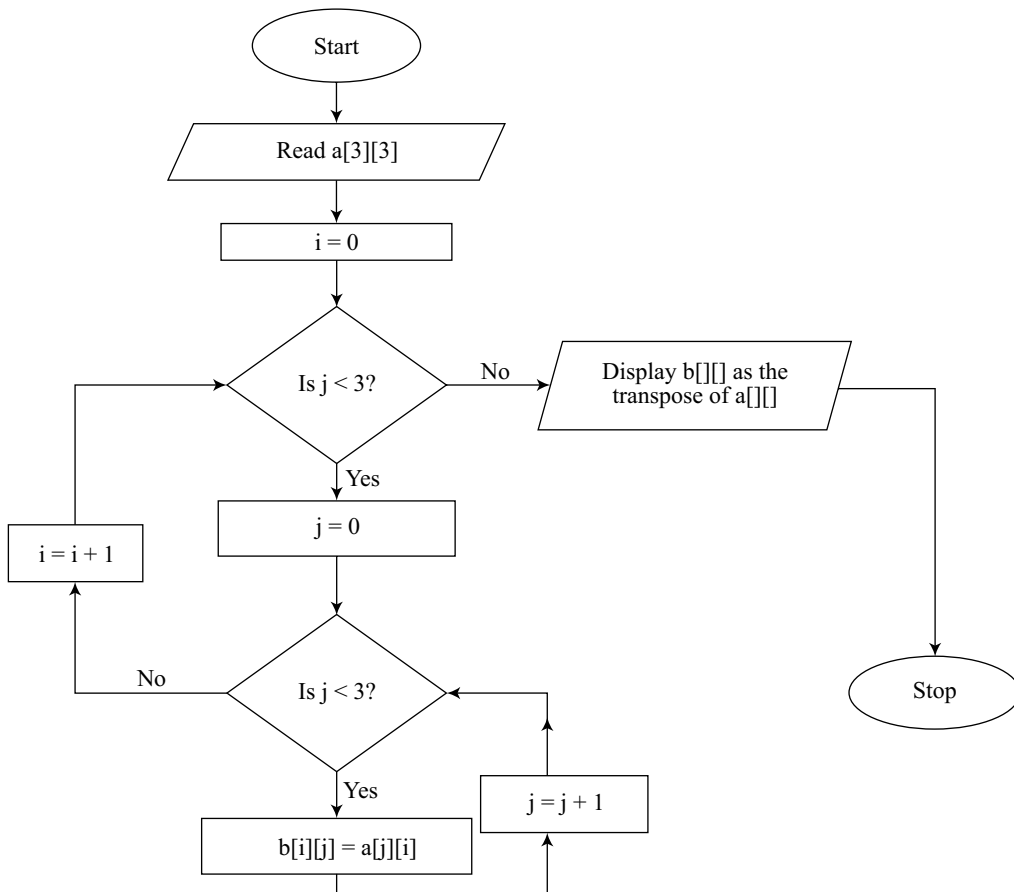 Start
Read a[3][3]
i = 0
Is j < 3?
No
Display b[][] as the
transpose of a[][]
Yes
j = 0
i = i + 1
No
Is j < 3?
Stop
Yes
j = j + 1
b[i][j] = a[j][i]